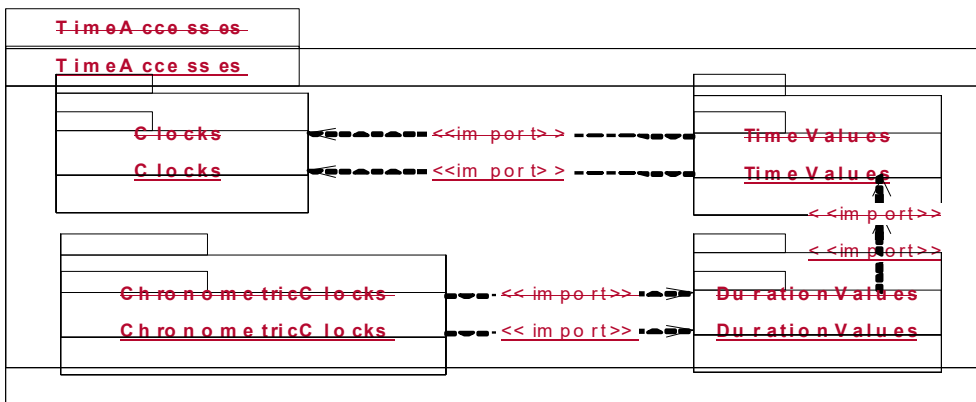 TimeAccesses
TimeAccesses
Clocks <<import>> TimeValues
Clocks <<import>> TimeValues
<<import>>
<<import>>
ChronometricClocks <<import>> DurationValues
ChronometricClocks <<import>> DurationValues